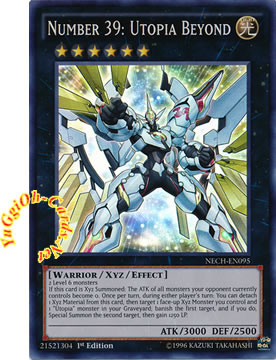 NUMBER 39: UTOPIA BEYOND
光
YuGiOh-Cards.Net
NECH-EN095
[ WARRIOR / XYZ / EFFECT ]
2 Level 6 monsters
If this card is Xyz Summoned: The ATK of all monsters your opponent currently
controls become 0. Once per turn, during either player's turn: You can detach
1 Xyz Material from this card, then target 1 face-up Xyz Monster you control and
1 "Utopia" monster in your Graveyard; banish the first target, and if you do,
Special Summon the second target, then gain 1250 LP.
ATK/3000 DEF/2500
21521304 1st Edition ©1996 KAZUKI TAKAHASHI